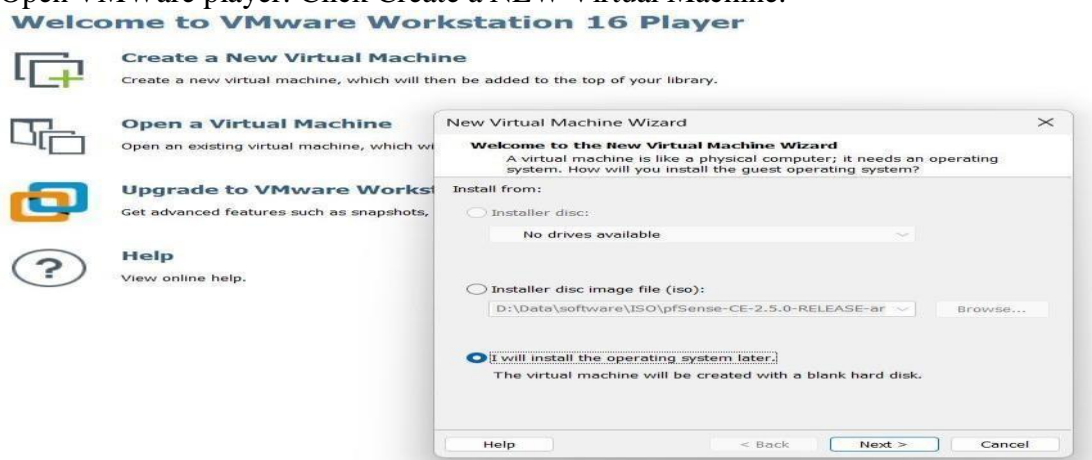 Open VMware player. Click Create a NEW Virtual Machine.
Welcome to VMware Workstation 16 Player
Create a New Virtual Machine
Create a new virtual machine, which will then be added to the top of your library.
Open a Virtual Machine
Open an existing virtual machine, which wi
Upgrade to VMware Works
Get advanced features such as snapshots,
Help
View online help.
New Virtual Machine Wizard
Welcome to the New Virtual Machine Wizard
A virtual machine is like a physical computer; it needs an operating
system. How will you install the guest operating system?
Install from:
Installer disc:
No drives available
Installer disc image file (iso):
D:\Data\software\ISO\pfSense-CE-2.5.0-RELEASE-ar
Browse...
I will install the operating system later.
The virtual machine will be created with a blank hard disk.
Help < Back Next > Cancel